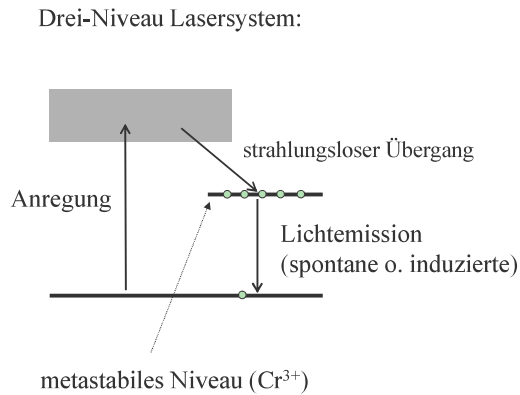 Drei-Niveau Lasersystem:
strahlungsloser Übergang
Anregung
Lichtemission
(spontane o. induzierte)
metastabiles Niveau (Cr³⁺)